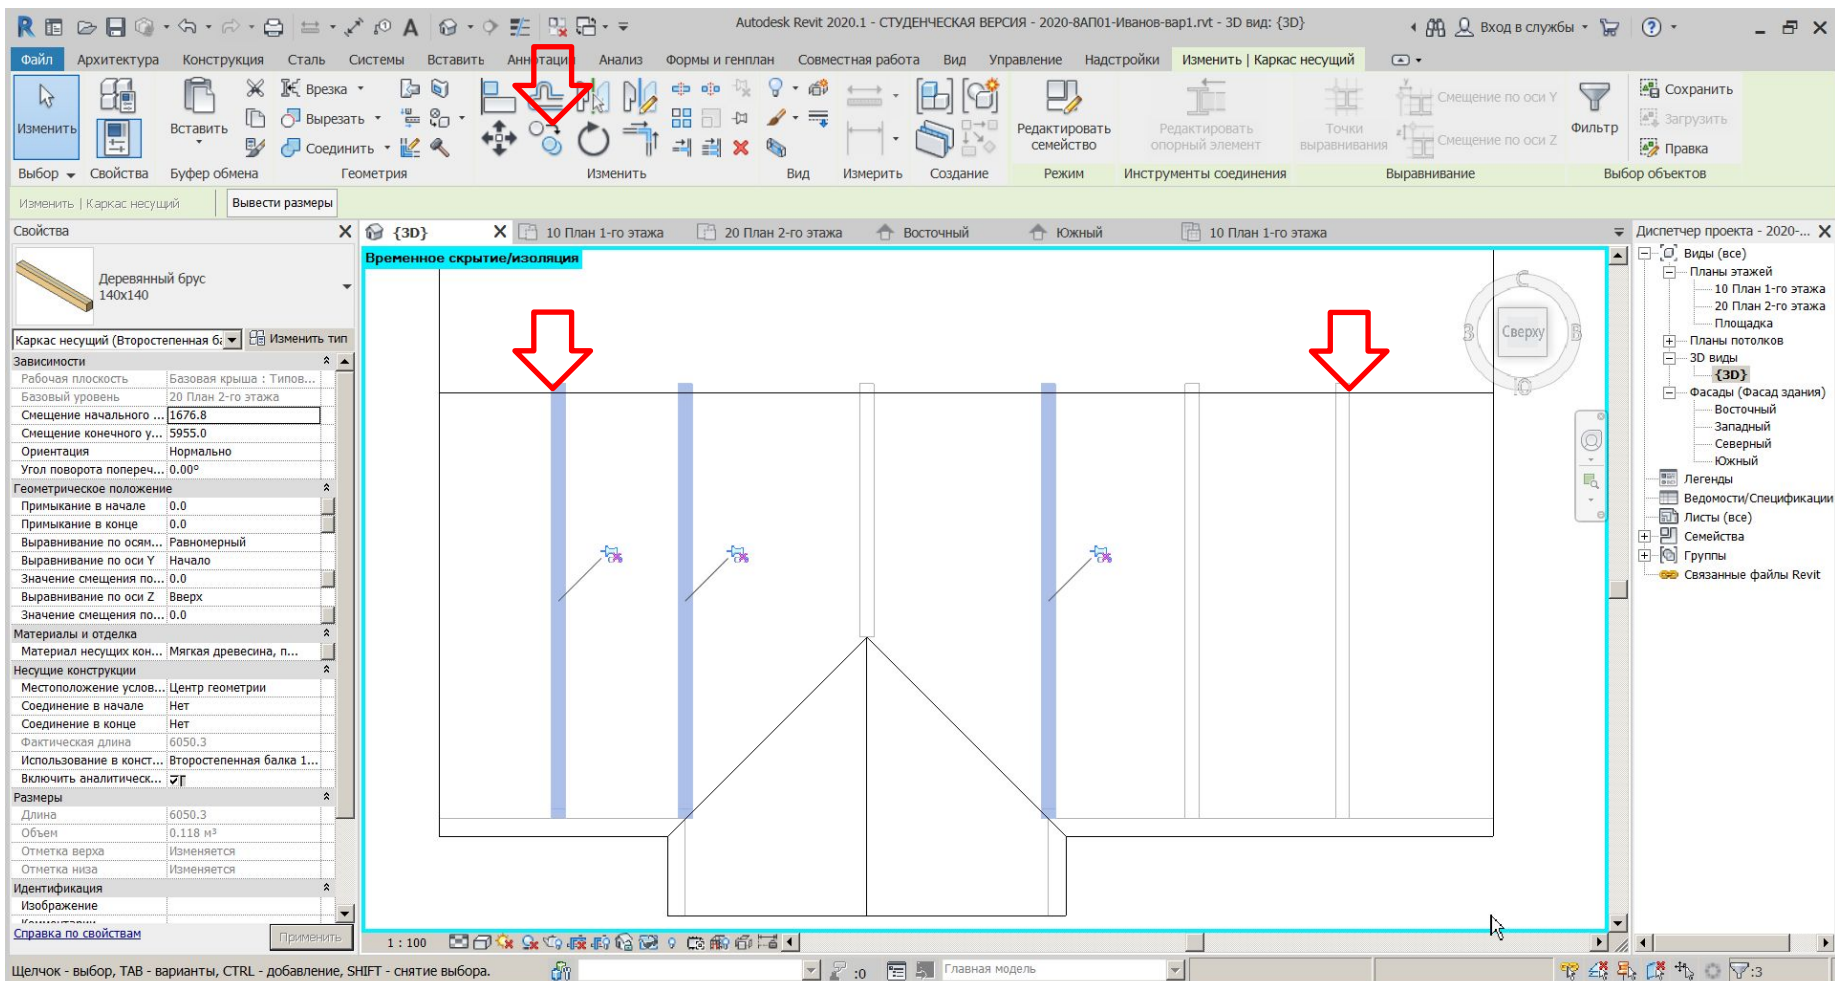 Autodesk Revit 2020.1 - СТУДЕНЧЕСКАЯ ВЕРСИЯ - 2020-8АП01-Иванов-вар1.rvt - 3D вид: {3D}
Вход в службы
Файл Архитектура Конструкция Сталь Системы Вставить Аннотации Анализ Формы и генплан Совместная работа Вид Управление Надстройки Изменить | Каркас несущий
Изменить
Вставить
Врезка
Вырезать
Соединить
Редактировать семейство
Редактировать опорный элемент
Точки выравнивания
Смещение по оси Y
Смещение по оси Z
Фильтр
Сохранить
Загрузить
Правка
Выбор Свойства Буфер обмена Геометрия Изменить Вид Измерить Создание Режим Инструменты соединения Выравнивание Выбор объектов
Изменить | Каркас несущий Вывести размеры
Свойства
{3D} 10 План 1-го этажа 20 План 2-го этажа Восточный Южный 10 План 1-го этажа
Временное скрытие/изоляция
Деревянный брус
140x140
Каркас несущий (Второстепенная ба Изменить тип
Зависимости
Рабочая плоскость Базовая крыша : Типов...
Базовый уровень 20 План 2-го этажа
Смещение начального ... 1676.8
Смещение конечного у... 5955.0
Ориентация Нормально
Угол поворота попереч... 0.00°
Геометрическое положение
Примыкание в начале 0.0
Примыкание в конце 0.0
Выравнивание по осям... Равномерный
Выравнивание по оси Y Начало
Значение смещения по... 0.0
Выравнивание по оси Z Вверх
Значение смещения по... 0.0
Материалы и отделка
Материал несущих кон... Мягкая древесина, п...
Несущие конструкции
Местоположение услов... Центр геометрии
Соединение в начале Нет
Соединение в конце Нет
Фактическая длина 6050.3
Использование в конст... Второстепенная балка 1...
Включить аналитическ...
Размеры
Длина 6050.3
Объем 0.118 м³
Отметка верха Изменяется
Отметка низа Изменяется
Идентификация
Изображение
Комментарии
Справка по свойствам Применить
С
З Сверху В
Ю
1 : 100
Диспетчер проекта - 2020-...
Виды (все)
Планы этажей
10 План 1-го этажа
20 План 2-го этажа
Площадка
Планы потолков
3D виды
{3D}
Фасады (Фасад здания)
Восточный
Западный
Северный
Южный
Легенды
Ведомости/Спецификации
Листы (все)
Семейства
Группы
Связанные файлы Revit
Щелчок - выбор, TAB - варианты, CTRL - добавление, SHIFT - снятие выбора.
:0
Главная модель
:3